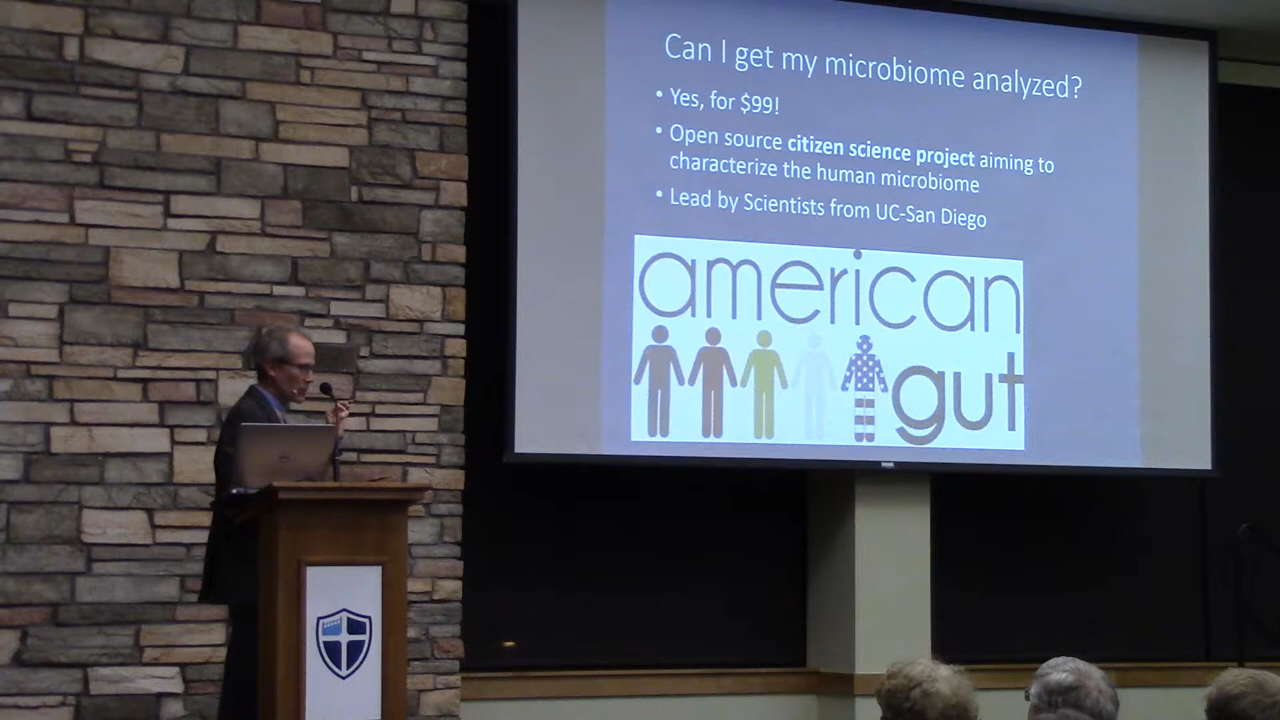 Can I get my microbiome analyzed?
• Yes, for $99!
• Open source citizen science project aiming to
characterize the human microbiome
• Lead by Scientists from UC-San Diego
american
gut